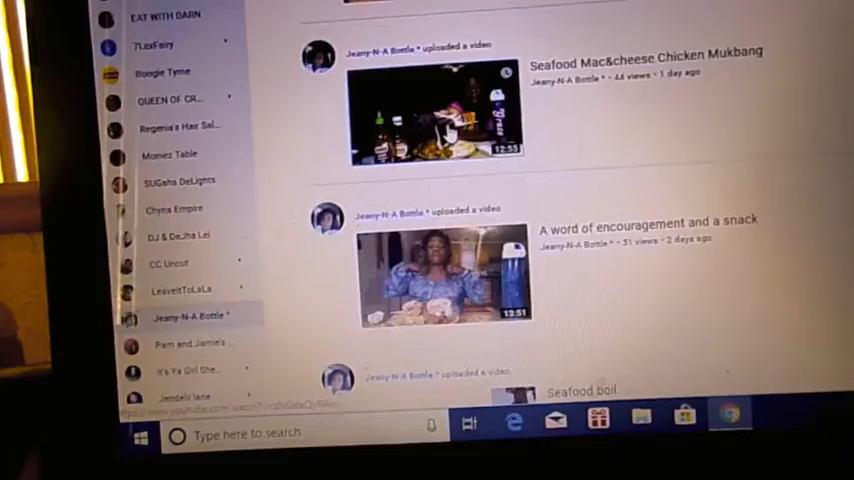 EAT WITH DARN
7LexFairy
Boogie Tyme
QUEEN OF CR...
Regenia's Hair Sal...
Momiez Table
SUGahs DeLights
Chyna Empire
DJ & DeJha Lei
CC Uncut
LeaveItToLaLa
Jeany-N-A Bottle *
Pam and Jamie's ...
It's Ya Girl She...
Jendels lane
Jeany-N-A Bottle * uploaded a video
12:55
Seafood Mac&cheese Chicken Mukbang
Jeany-N-A Bottle * • 44 views • 1 day ago
Jeany-N-A Bottle * uploaded a video
13:51
A word of encouragement and a snack
Jeany-N-A Bottle * • 51 views • 2 days ago
Jeany-N-A Bottle * uploaded a video
Seafood boil
Type here to search